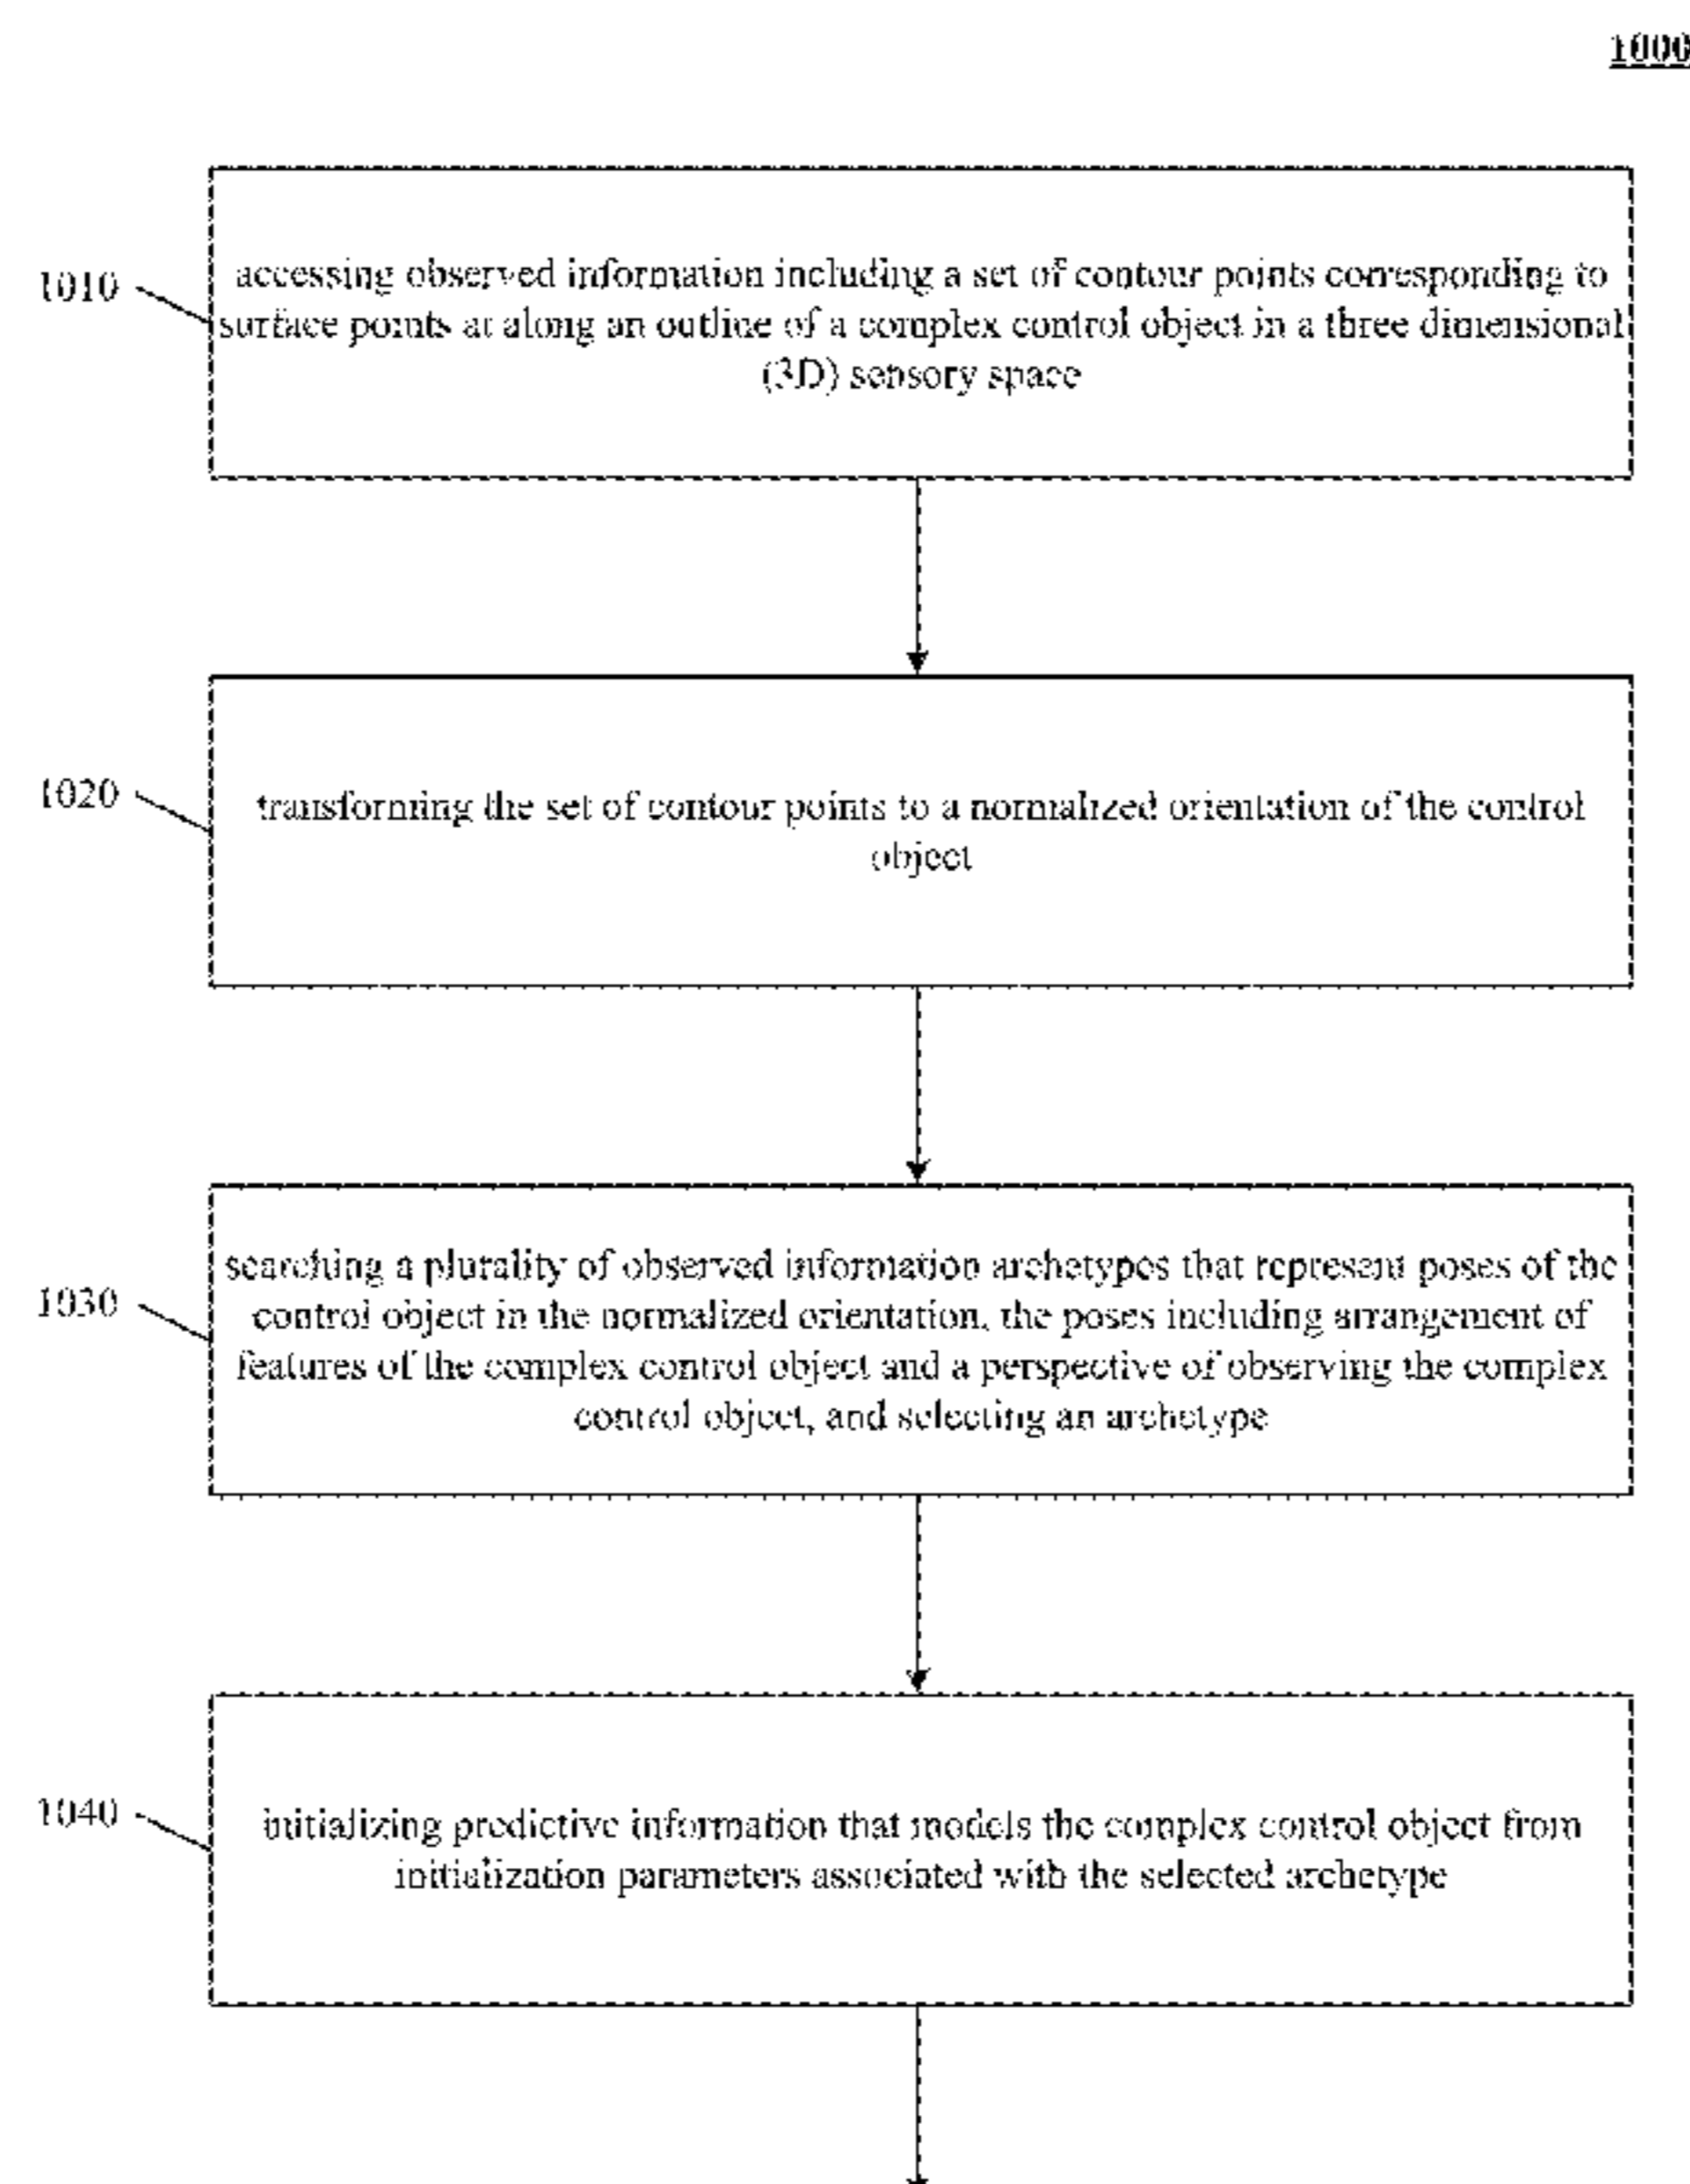 1000
1010
accessing observed information including a set of contour points corresponding to
surface points at along an outline of a complex control object in a three dimensional
(3D) sensory space
1020
transforming the set of contour points to a normalized orientation of the control
object
1030
searching a plurality of observed information archetypes that represent poses of the
control object in the normalized orientation, the poses including arrangement of
features of the complex control object and a perspective of observing the complex
control object, and selecting an archetype
1040
initializing predictive information that models the complex control object from
initialization parameters associated with the selected archetype